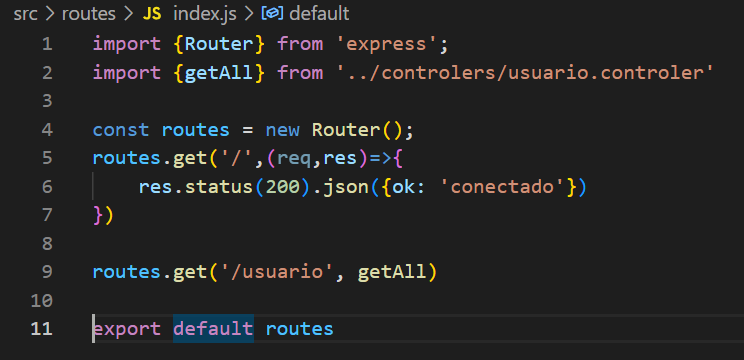 src > routes > JS index.js > default
1 import {Router} from 'express';
2 import {getAll} from '../controlers/usuario.controler'
3
4 const routes = new Router();
5 routes.get('/',(req,res)=>{
6     res.status(200).json({ok: 'conectado'})
7 })
8
9 routes.get('/usuario', getAll)
10
11 export default routes